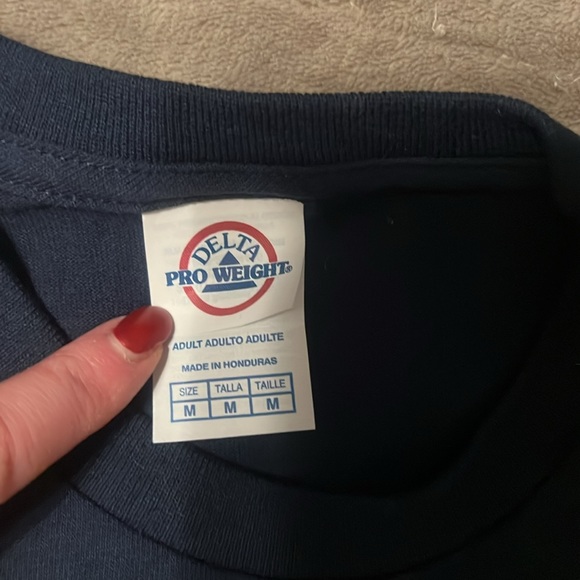 DELTA
PRO WEIGHT®
ADULT ADULTO ADULTE
MADE IN HONDURAS
SIZE TALLA TAILLE
M M M